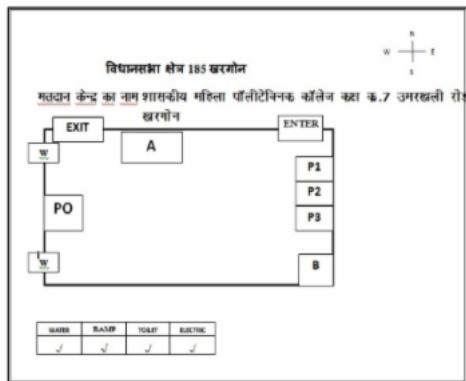 N
W E
S
विधानसभा क्षेत्र 185 खरगोन
मतदान केन्द्र का नाम शासकीय महिला पॉलीटेक्निक कॉलेज कक्ष क.7 उमरखली रोड
खरगोन
EXIT
ENTER
A
W
P1
P2
PO
P3
W
B
WATER RAMP TOILET ELECTRIC
√ √ √ √